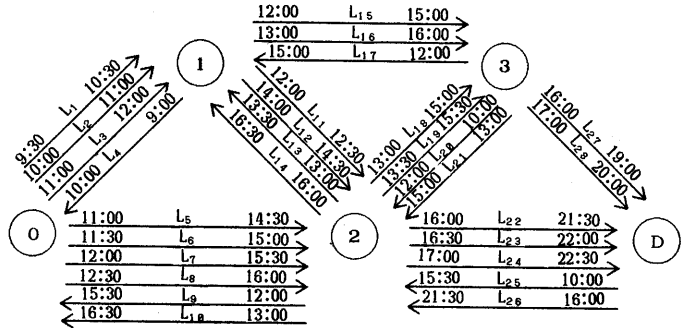 12:00 L15 15:00
13:00 L16 16:00
15:00 L17 12:00
1
3
9:30 L1 10:30
10:00 L2 11:00
11:00 L3 12:00
10:00 L4 9:00
12:00 L11 12:30
14:00 L12 14:30
13:30 L13 13:00
16:30 L14 16:00
13:00 L18 15:00
13:30 L19 15:30
12:00 L20 10:00
15:00 L21 13:00
16:00 L27 19:00
17:00 L28 20:00
0
2
D
11:00 L5 14:30
11:30 L6 15:00
12:00 L7 15:30
12:30 L8 16:00
15:30 L9 12:00
16:30 L10 13:00
16:00 L22 21:30
16:30 L23 22:00
17:00 L24 22:30
15:30 L25 10:00
21:30 L26 16:00